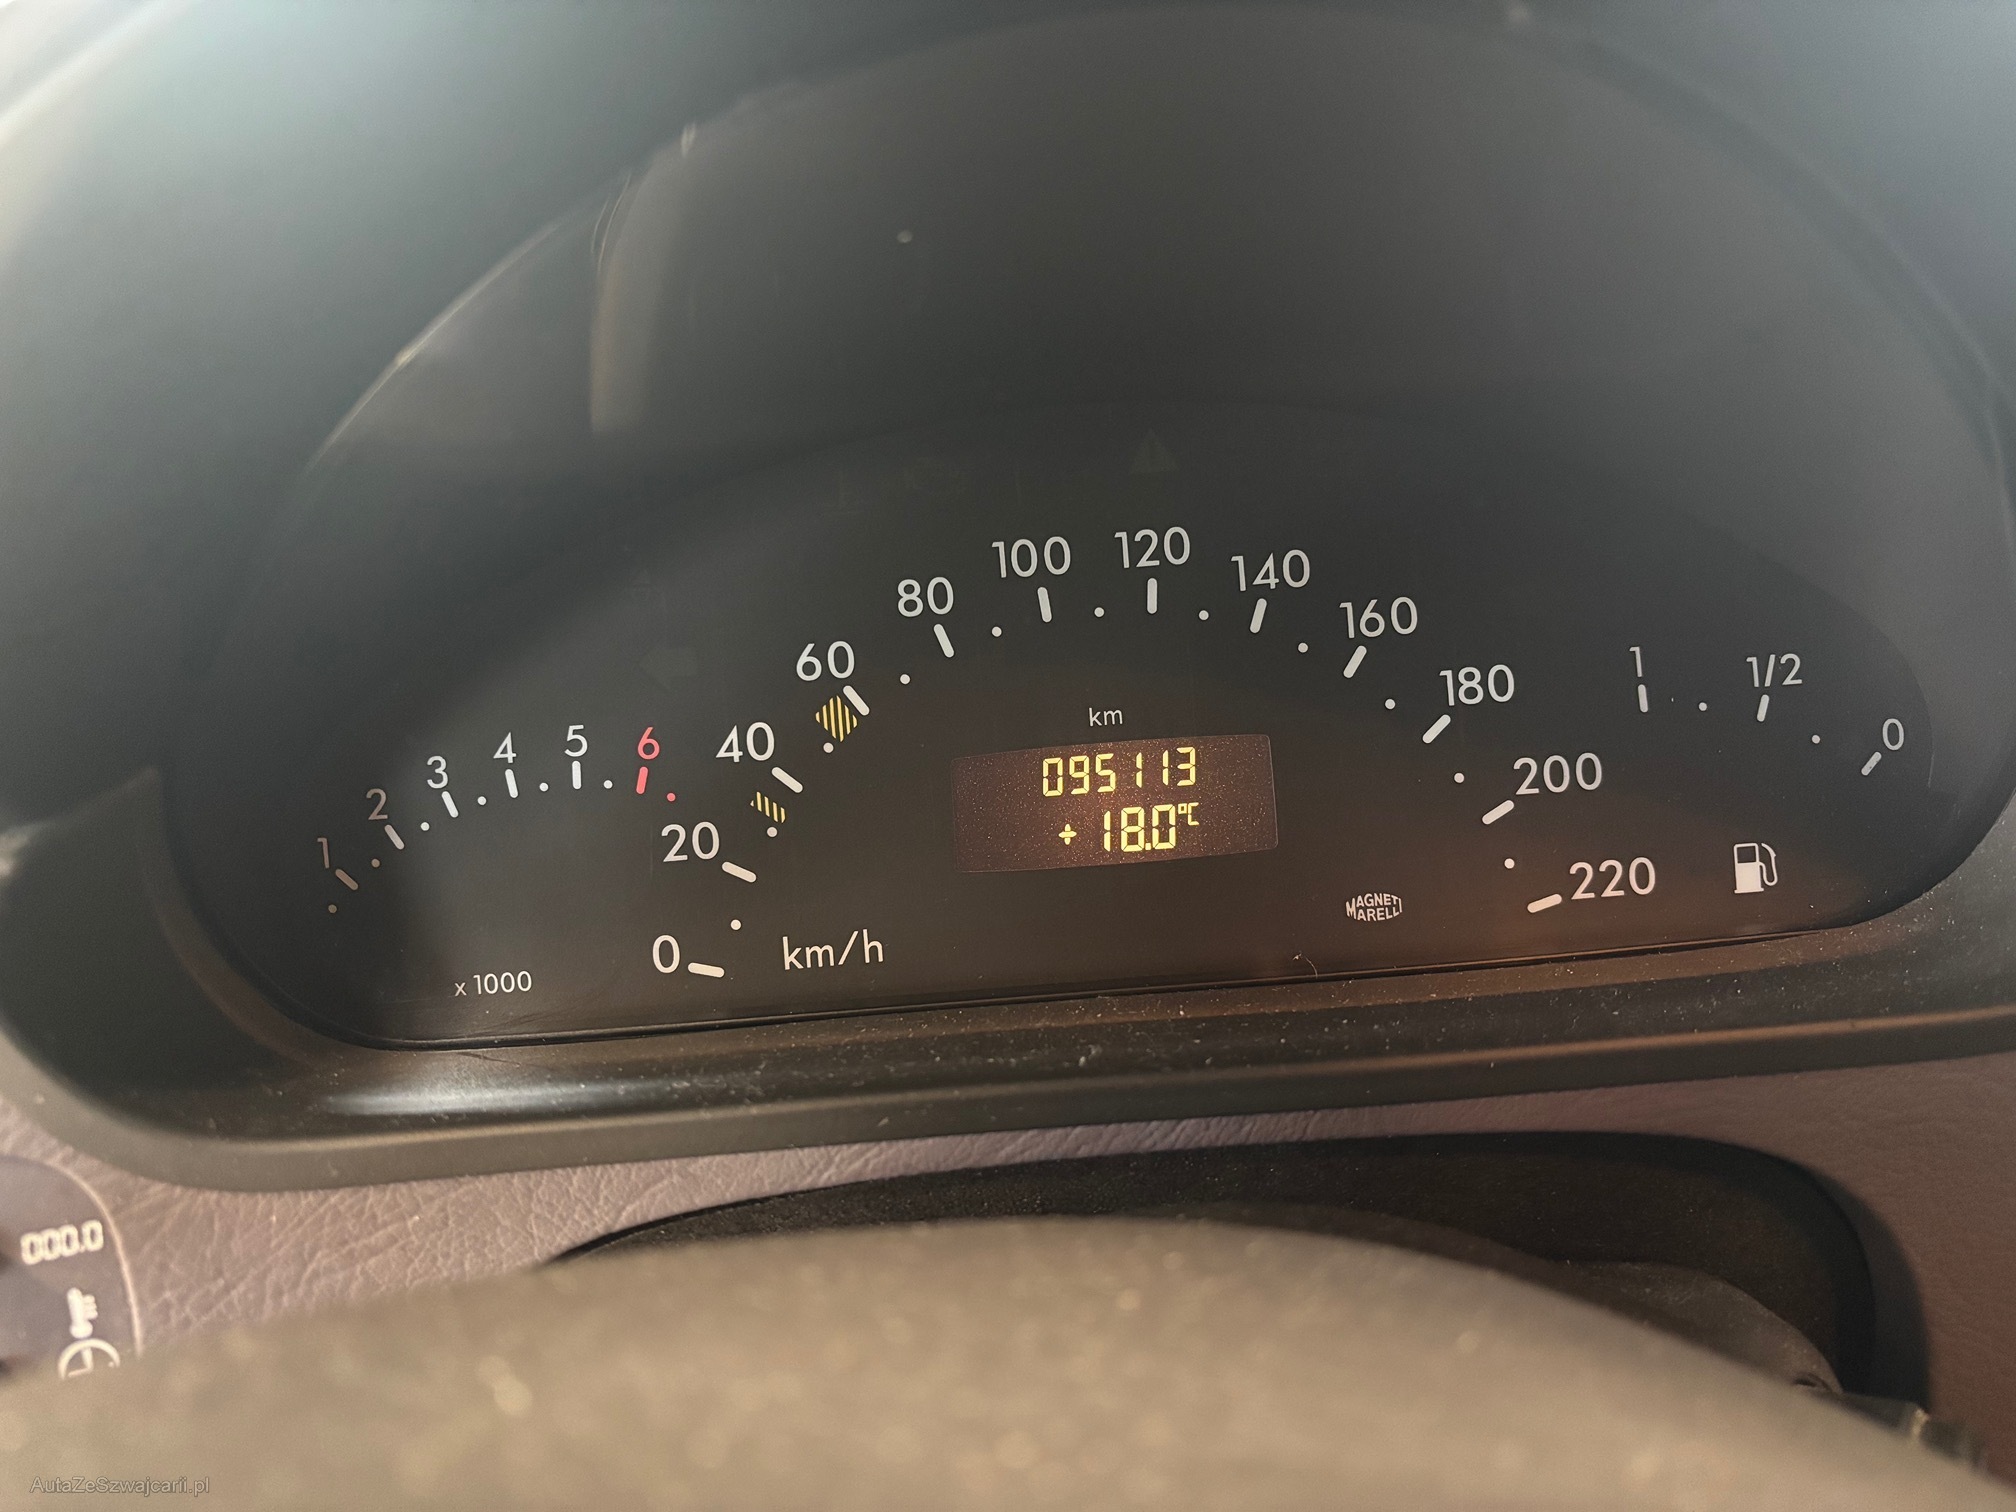 100 120 140
80 160
60 180
1 2 3 4 5 6
40 200
20 220
0 km/h
x 1000
km
095113
+18.0°C
1 1/2 0
MAGNETI
MARELLI
000.0
AutaZeSzwajcarii.pl